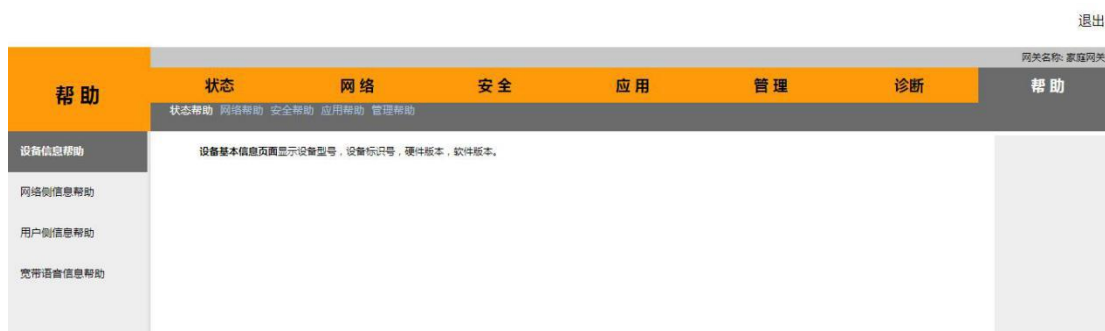 退出
网关名称: 家庭网关
帮助
状态 网络 安全 应用 管理 诊断 帮助
状态帮助 网络帮助 安全帮助 应用帮助 管理帮助
设备信息帮助
设备基本信息页面显示设备型号，设备标识号，硬件版本，软件版本。
网络侧信息帮助
用户侧信息帮助
宽带语音信息帮助